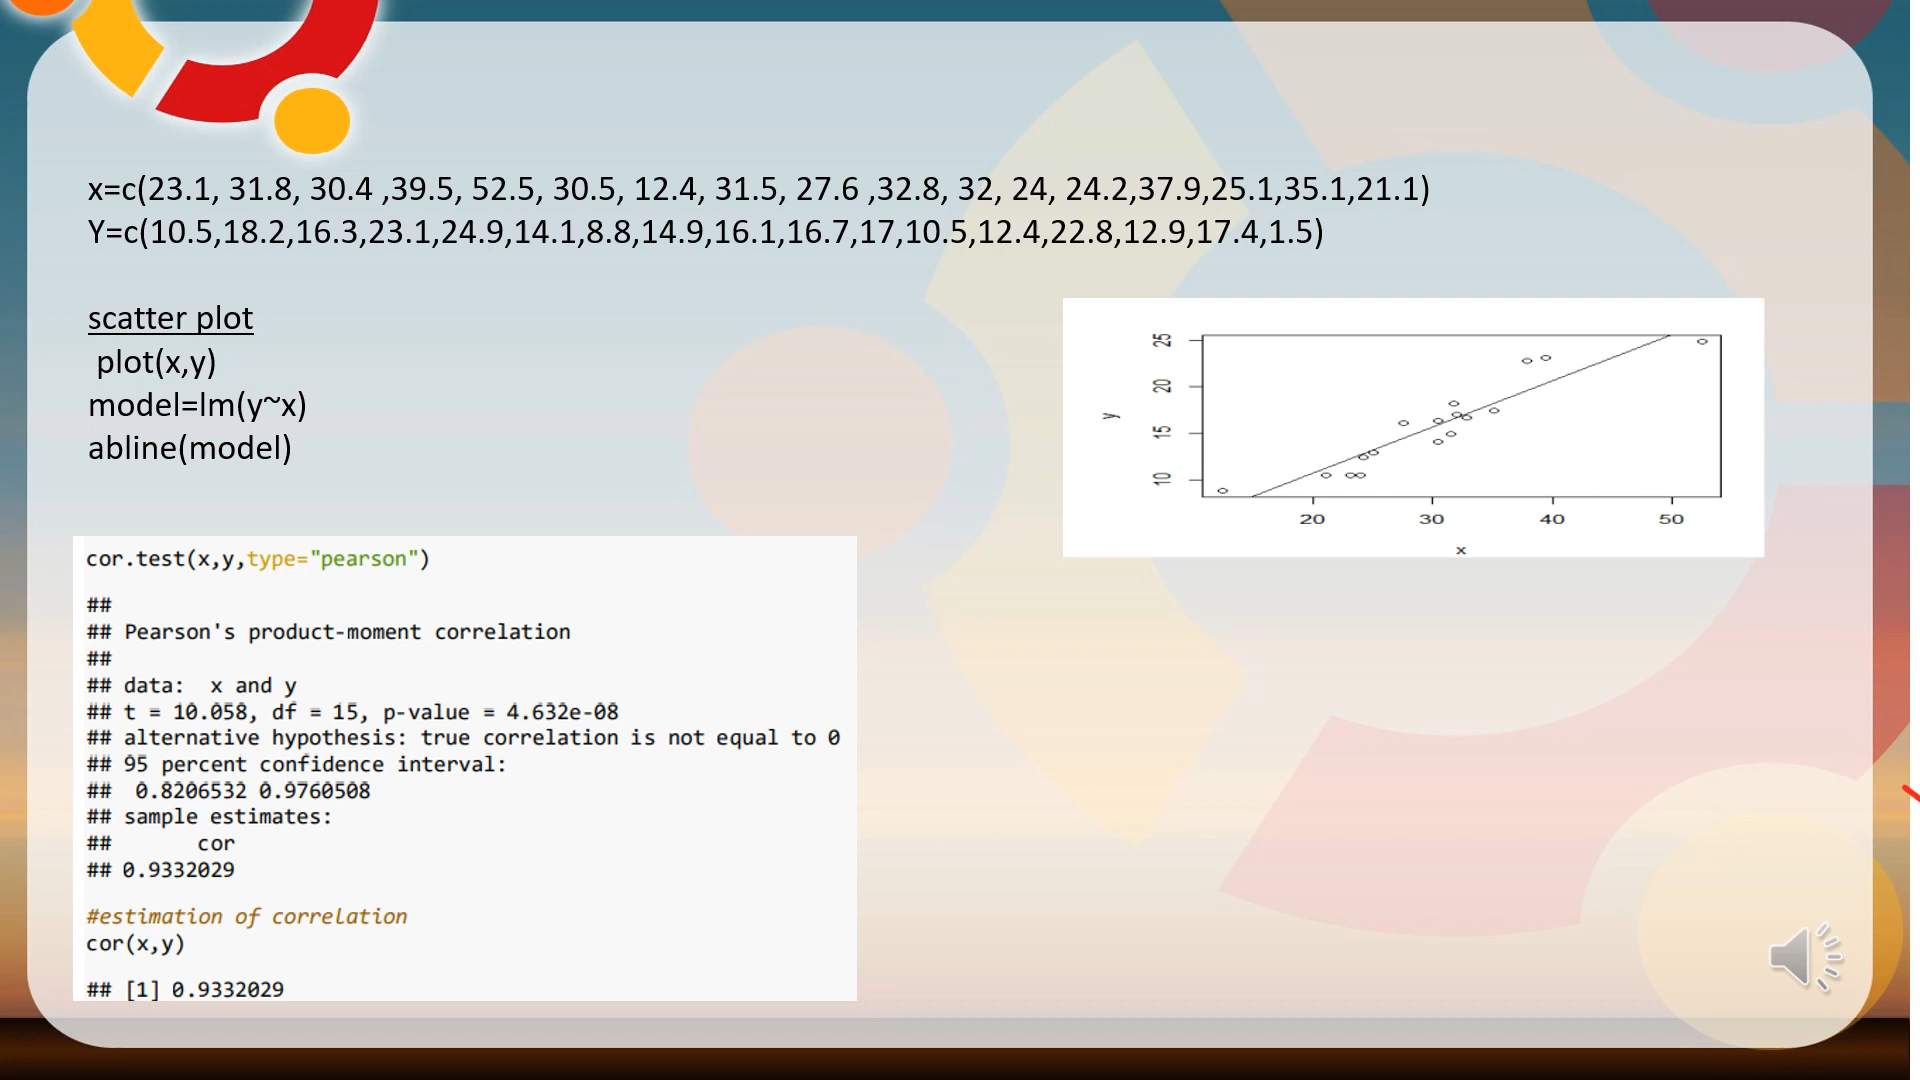 x=c(23.1, 31.8, 30.4 ,39.5, 52.5, 30.5, 12.4, 31.5, 27.6 ,32.8, 32, 24, 24.2,37.9,25.1,35.1,21.1)
Y=c(10.5,18.2,16.3,23.1,24.9,14.1,8.8,14.9,16.1,16.7,17,10.5,12.4,22.8,12.9,17.4,1.5)
scatter plot
plot(x,y)
model=lm(y~x)
abline(model)
25
20
15
10
y
20 30 40 50
x
cor.test(x,y,type="pearson")
##
## Pearson's product-moment correlation
##
## data:  x and y
## t = 10.058, df = 15, p-value = 4.632e-08
## alternative hypothesis: true correlation is not equal to 0
## 95 percent confidence interval:
##  0.8206532 0.9760508
## sample estimates:
##       cor
## 0.9332029
#estimation of correlation
cor(x,y)
## [1] 0.9332029